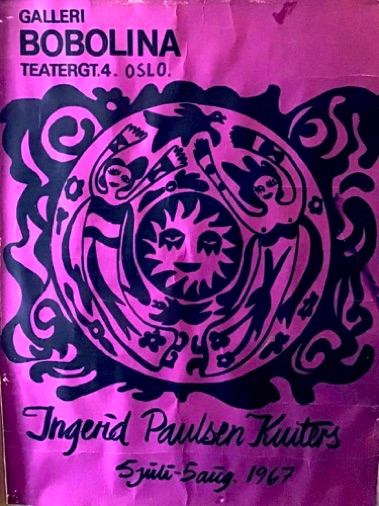 GALLERI
BOBOLINA
TEATERGT.4. OSLO.
Ingerid Paulsen Kuiters
5 juli-5 aug. 1967